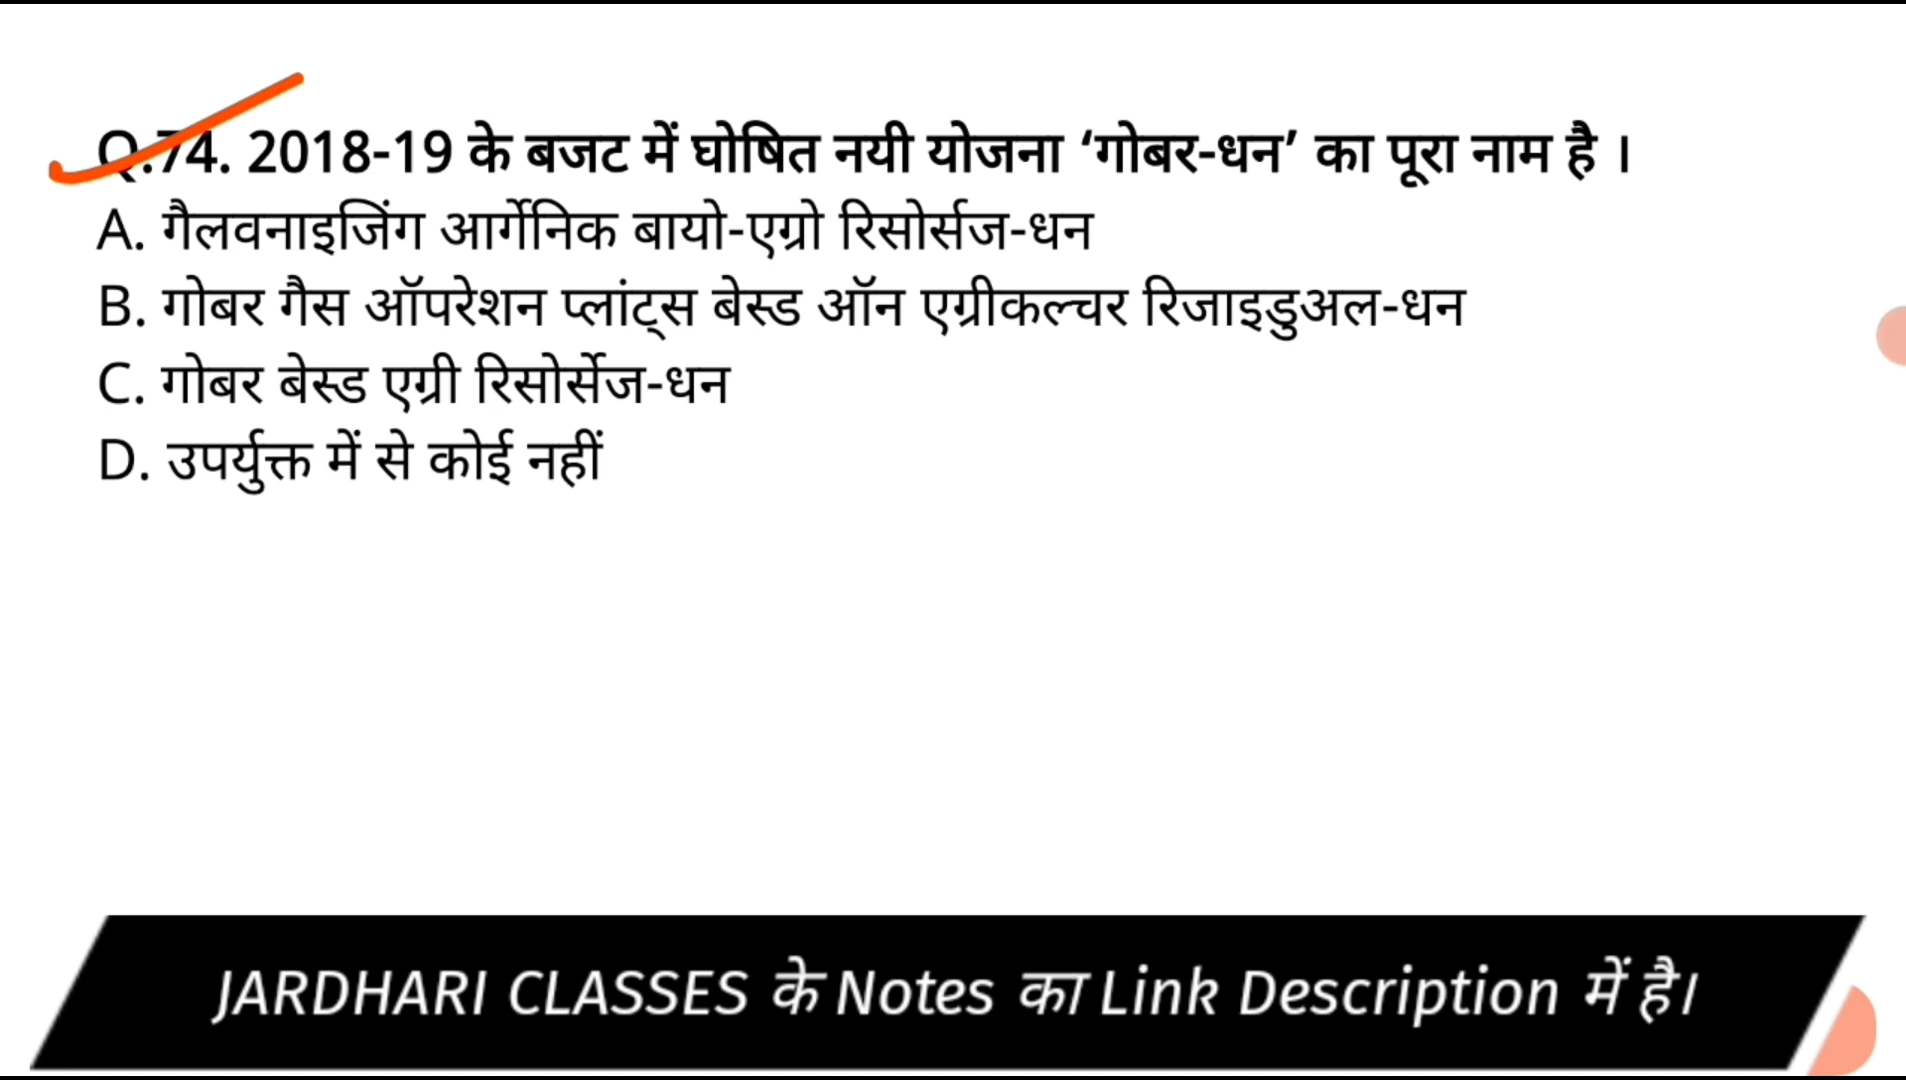 Q.74. 2018-19 के बजट में घोषित नयी योजना ‘गोबर-धन’ का पूरा नाम है ।
A. गैलवनाइजिंग आर्गेनिक बायो-एग्रो रिसोर्सज-धन
B. गोबर गैस ऑपरेशन प्लांट्स बेस्ड ऑन एग्रीकल्चर रिजाइडुअल-धन
C. गोबर बेस्ड एग्री रिसोर्सेज-धन
D. उपर्युक्त में से कोई नहीं
JARDHARI CLASSES के Notes का Link Description में है।